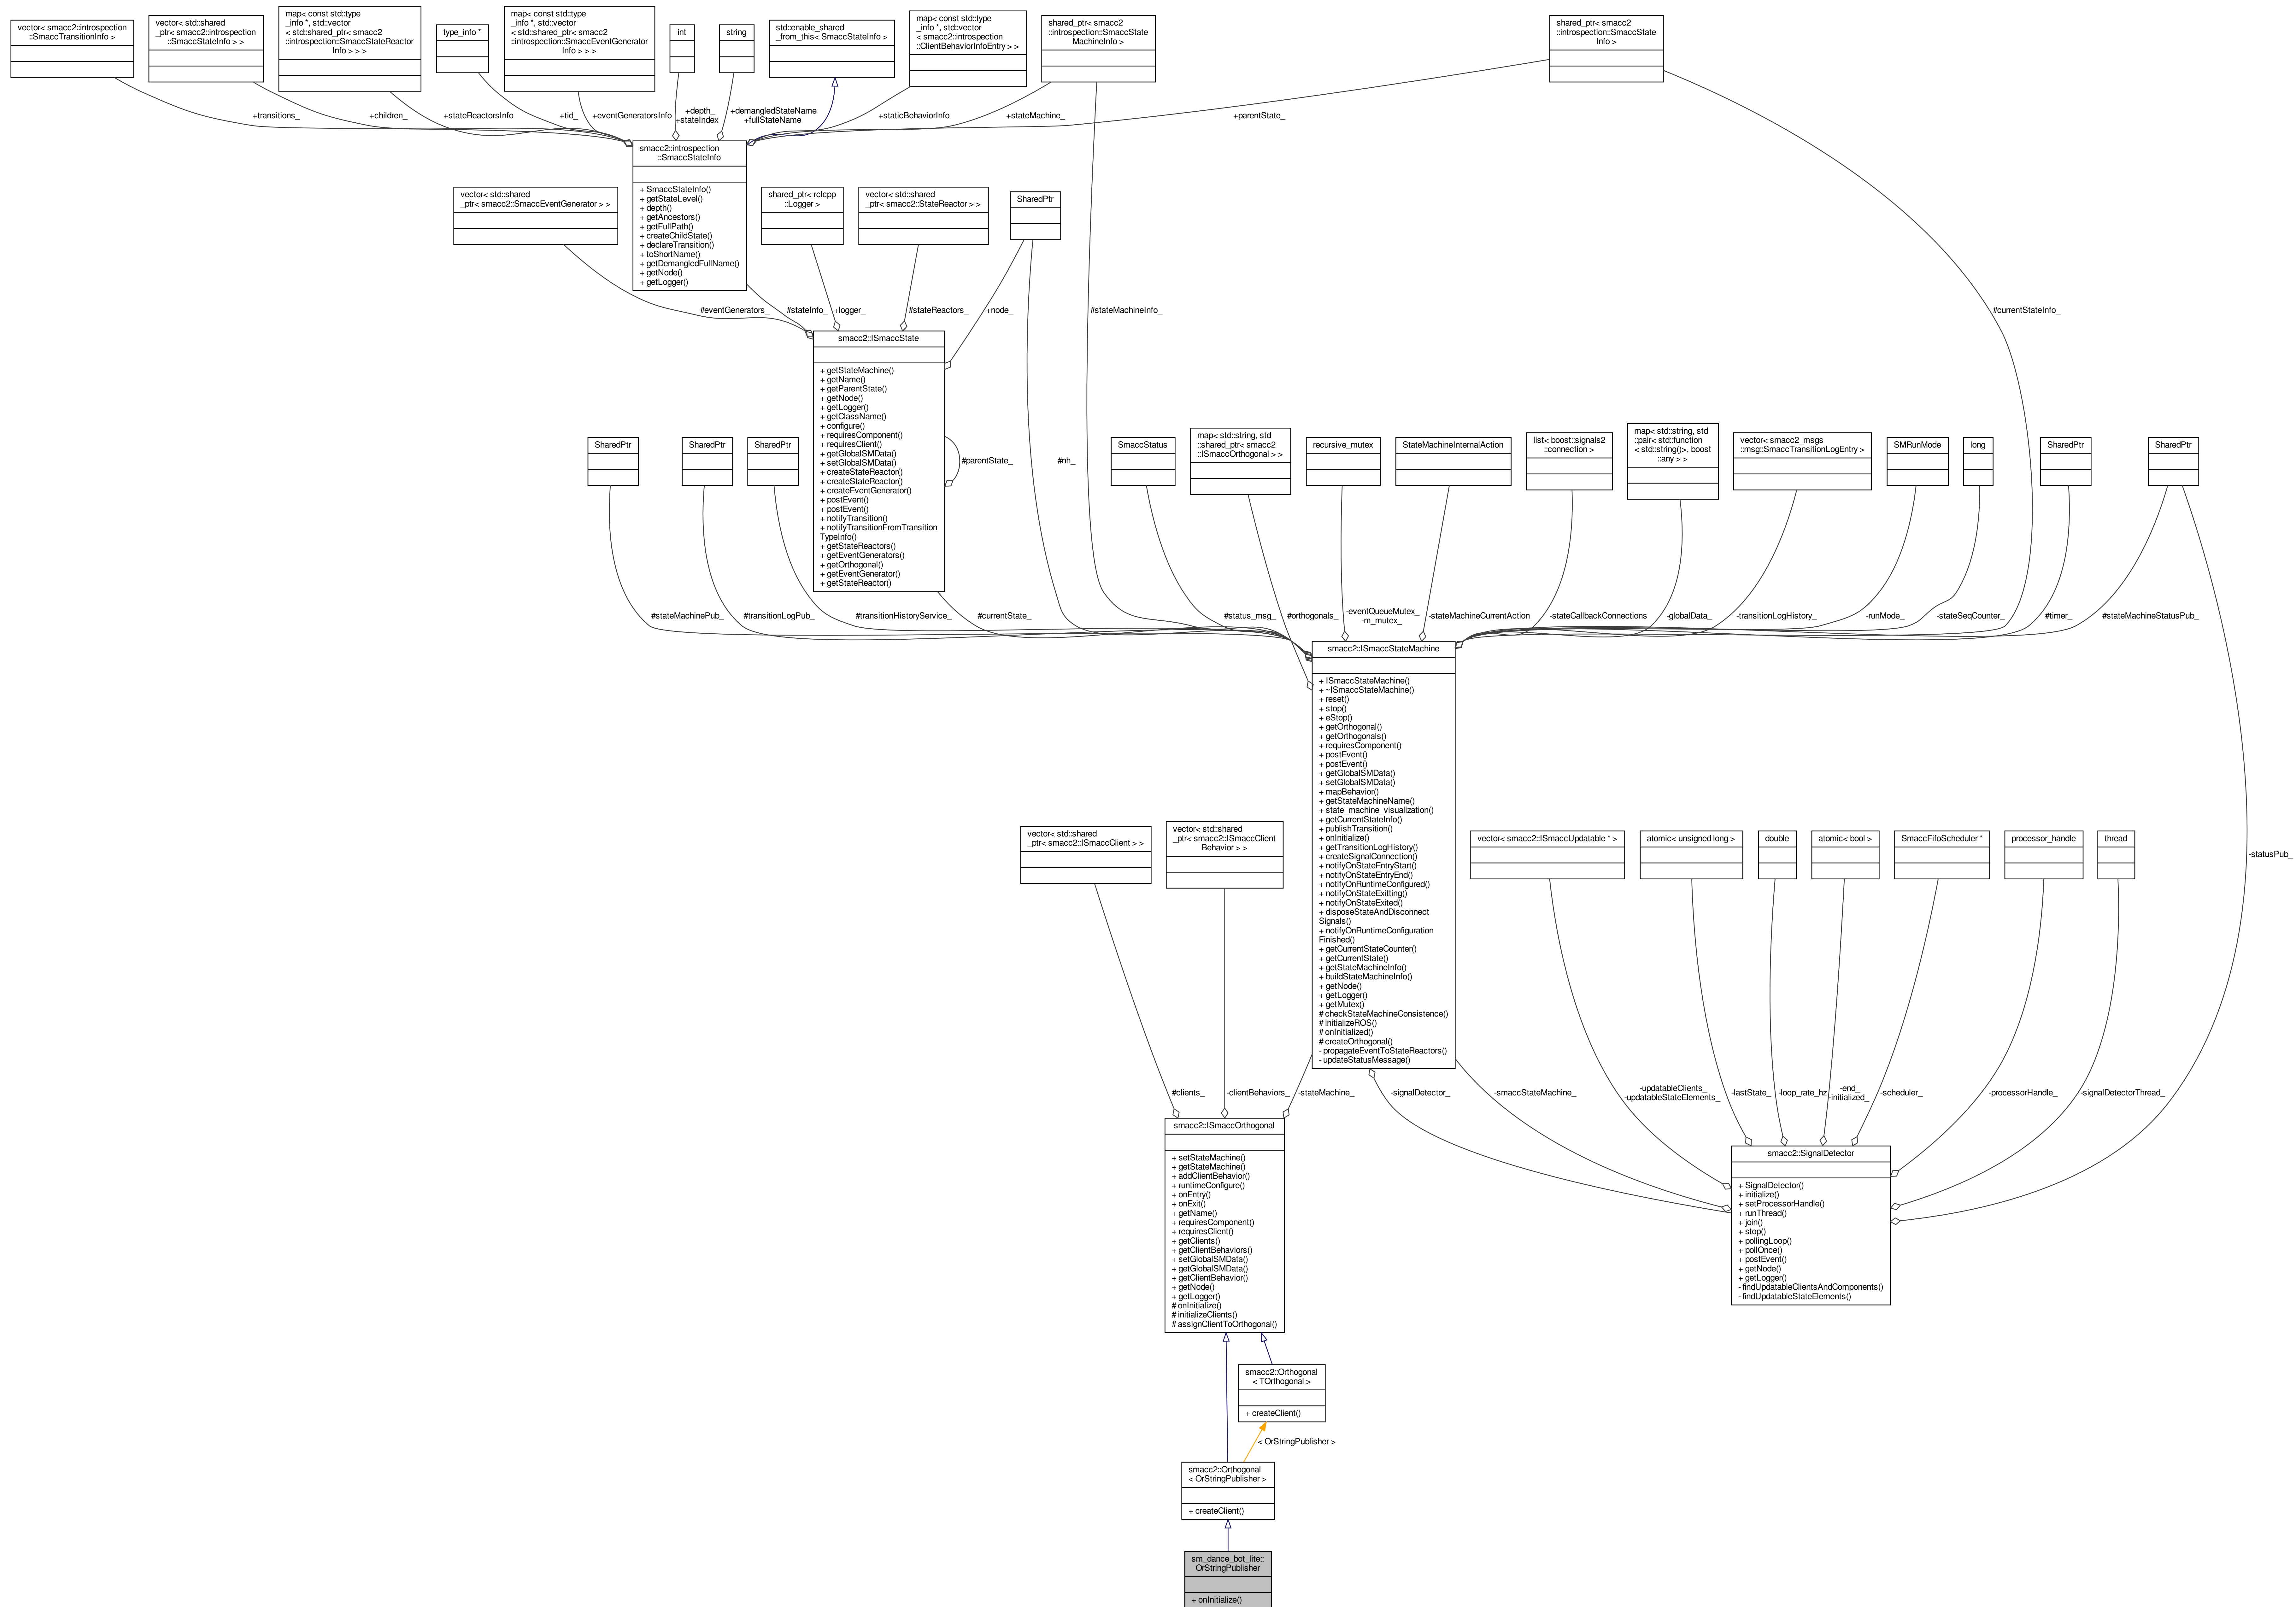 vector< smacc2::introspection
::SmaccTransitionInfo >
vector< std::shared
_ptr< smacc2::introspection
::SmaccStateInfo > >
map< const std::type
_info *, std::vector
< std::shared_ptr< smacc2
::introspection::SmaccStateReactor
Info > > >
type_info *
map< const std::type
_info *, std::vector
< std::shared_ptr< smacc2
::introspection::SmaccEventGenerator
Info > > >
int
string
std::enable_shared
_from_this< SmaccStateInfo >
map< const std::type
_info *, std::vector
< smacc2::introspection
::ClientBehaviorInfoEntry > >
shared_ptr< smacc2
::introspection::SmaccState
MachineInfo >
shared_ptr< smacc2
::introspection::SmaccState
Info >
+transitions_
+children_
+stateReactorsInfo
+tid_
+eventGeneratorsInfo
+depth_
+stateIndex_
+demangledStateName
+fullStateName
+staticBehaviorInfo
+stateMachine_
+parentState_
smacc2::introspection
::SmaccStateInfo
+ SmaccStateInfo()
+ getStateLevel()
+ depth()
+ getAncestors()
+ getFullPath()
+ createChildState()
+ declareTransition()
+ toShortName()
+ getDemangledFullName()
+ getNode()
+ getLogger()
vector< std::shared
_ptr< smacc2::SmaccEventGenerator > >
shared_ptr< rclcpp
::Logger >
vector< std::shared
_ptr< smacc2::StateReactor > >
SharedPtr
#eventGenerators_
#stateInfo_
+logger_
#stateReactors_
+node_
#stateMachineInfo_
#currentStateInfo_
smacc2::ISmaccState
+ getStateMachine()
+ getName()
+ getParentState()
+ getNode()
+ getLogger()
+ getClassName()
+ configure()
+ requiresComponent()
+ requiresClient()
+ getGlobalSMData()
+ setGlobalSMData()
+ createStateReactor()
+ createStateReactor()
+ createEventGenerator()
+ postEvent()
+ postEvent()
+ notifyTransition()
+ notifyTransitionFromTransition
TypeInfo()
+ getStateReactors()
+ getEventGenerators()
+ getOrthogonal()
+ getEventGenerator()
+ getStateReactor()
#parentState_
#nh_
SharedPtr
SharedPtr
SharedPtr
SmaccStatus
map< std::string, std
::shared_ptr< smacc2
::ISmaccOrthogonal > >
recursive_mutex
StateMachineInternalAction
list< boost::signals2
::connection >
map< std::string, std
::pair< std::function
< std::string()>, boost
::any > >
vector< smacc2_msgs
::msg::SmaccTransitionLogEntry >
SMRunMode
long
SharedPtr
SharedPtr
#stateMachinePub_
#transitionLogPub_
#transitionHistoryService_
#currentState_
#status_msg_
#orthogonals_
-eventQueueMutex_
-m_mutex_
-stateMachineCurrentAction
-stateCallbackConnections
-globalData_
-transitionLogHistory_
-runMode_
-stateSeqCounter_
#timer_
#stateMachineStatusPub_
smacc2::ISmaccStateMachine
+ ISmaccStateMachine()
+ ~ISmaccStateMachine()
+ reset()
+ stop()
+ eStop()
+ getOrthogonal()
+ getOrthogonals()
+ requiresComponent()
+ postEvent()
+ postEvent()
+ getGlobalSMData()
+ setGlobalSMData()
+ mapBehavior()
+ getStateMachineName()
+ state_machine_visualization()
+ getCurrentStateInfo()
+ publishTransition()
+ onInitialize()
+ getTransitionLogHistory()
+ createSignalConnection()
+ notifyOnStateEntryStart()
+ notifyOnStateEntryEnd()
+ notifyOnRuntimeConfigured()
+ notifyOnStateExitting()
+ notifyOnStateExited()
+ disposeStateAndDisconnect
Signals()
+ notifyOnRuntimeConfiguration
Finished()
+ getCurrentStateCounter()
+ getCurrentState()
+ getStateMachineInfo()
+ buildStateMachineInfo()
+ getNode()
+ getLogger()
+ getMutex()
# checkStateMachineConsistence()
# initializeROS()
# onInitialized()
# createOrthogonal()
- propagateEventToStateReactors()
- updateStatusMessage()
vector< std::shared
_ptr< smacc2::ISmaccClient > >
vector< std::shared
_ptr< smacc2::ISmaccClient
Behavior > >
vector< smacc2::ISmaccUpdatable * >
atomic< unsigned long >
double
atomic< bool >
SmaccFifoScheduler *
processor_handle
thread
-statusPub_
#clients_
-clientBehaviors_
-stateMachine_
-signalDetector_
-smaccStateMachine_
-updatableClients_
-updatableStateElements_
-lastState_
-loop_rate_hz
-end_
-initialized_
-scheduler_
-processorHandle_
-signalDetectorThread_
smacc2::ISmaccOrthogonal
+ setStateMachine()
+ getStateMachine()
+ addClientBehavior()
+ runtimeConfigure()
+ onEntry()
+ onExit()
+ getName()
+ requiresComponent()
+ requiresClient()
+ getClients()
+ getClientBehaviors()
+ setGlobalSMData()
+ getGlobalSMData()
+ getClientBehavior()
+ getNode()
+ getLogger()
# onInitialize()
# initializeClients()
# assignClientToOrthogonal()
smacc2::SignalDetector
+ SignalDetector()
+ initialize()
+ setProcessorHandle()
+ runThread()
+ join()
+ stop()
+ pollingLoop()
+ pollOnce()
+ postEvent()
+ getNode()
+ getLogger()
- findUpdatableClientsAndComponents()
- findUpdatableStateElements()
smacc2::Orthogonal
< TOrthogonal >
+ createClient()
< OrStringPublisher >
smacc2::Orthogonal
< OrStringPublisher >
+ createClient()
sm_dance_bot_lite::
OrStringPublisher
+ onInitialize()